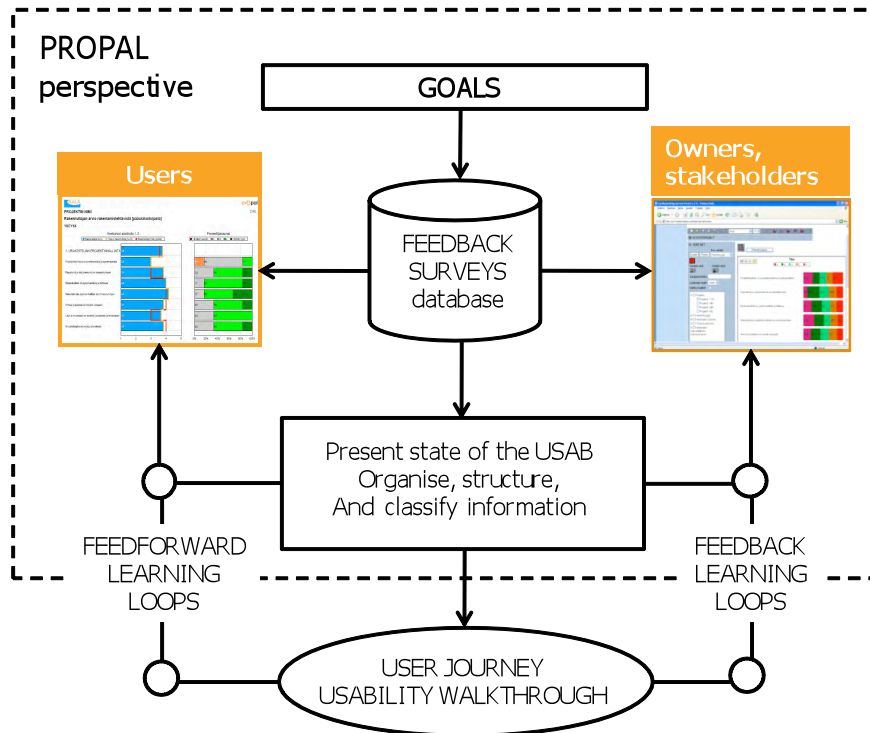 PROPAL
perspective
GOALS
Users
Owners,
stakeholders
FEEDBACK
SURVEYS
database
Present state of the USAB
Organise, structure,
And classify information
FEEDFORWARD
LEARNING
LOOPS
FEEDBACK
LEARNING
LOOPS
USER JOURNEY
USABILITY WALKTHROUGH